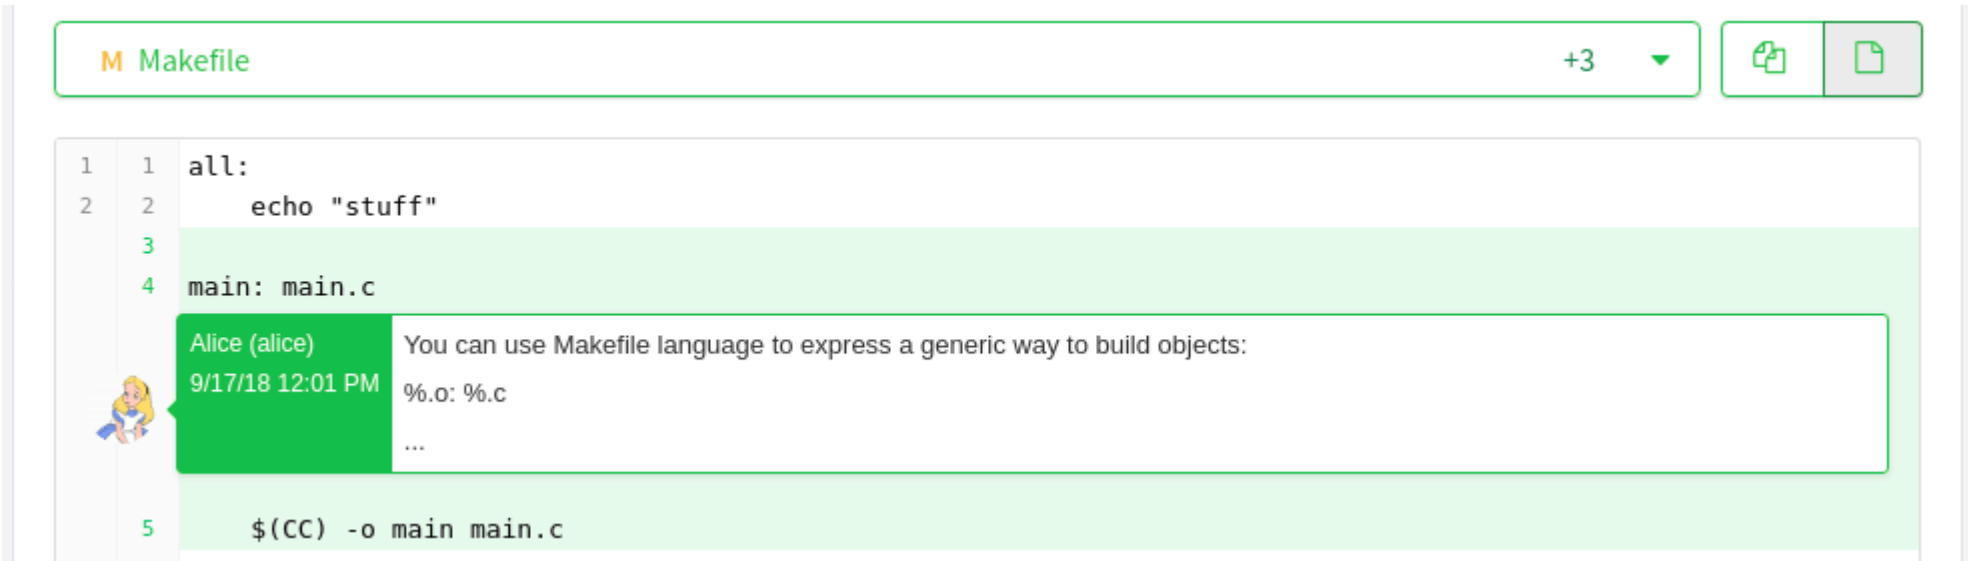 M Makefile +3
1 1 all:
2 2 echo "stuff"
3
4 main: main.c
Alice (alice) You can use Makefile language to express a generic way to build objects:
9/17/18 12:01 PM
%.o: %.c
...
5 $(CC) -o main main.c